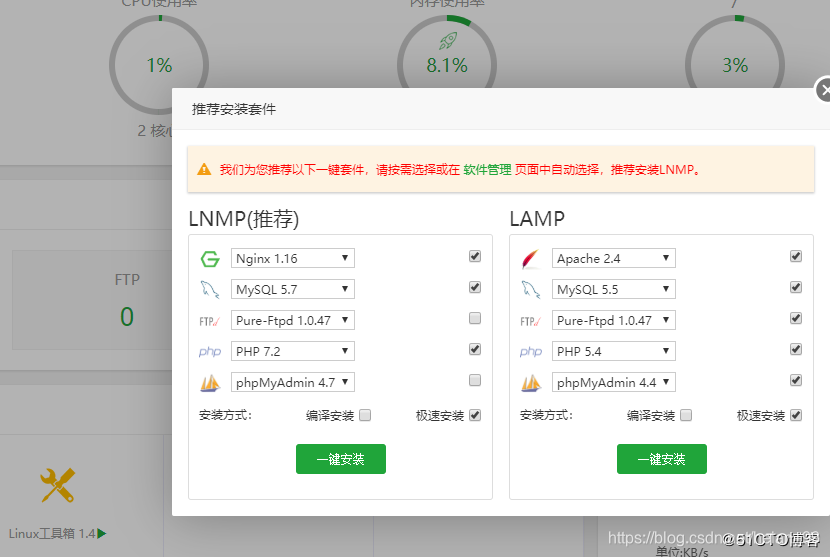 CPU使用率
内存使用率
/
1%
8.1%
3%
2 核心
推荐安装套件
我们为您推荐以下一键套件，请按需选择或在 软件管理 页面中自动选择，推荐安装LNMP。
LNMP(推荐)
Nginx 1.16
MySQL 5.7
FTP
Pure-Ftpd 1.0.47
php
PHP 7.2
phpMyAdmin 4.7
安装方式：
编译安装
极速安装
一键安装
LAMP
Apache 2.4
MySQL 5.5
FTP
Pure-Ftpd 1.0.47
php
PHP 5.4
phpMyAdmin 4.4
安装方式：
编译安装
极速安装
一键安装
FTP
0
Linux工具箱 1.4
单位:KB/s
https://blog.csdn.net/
@51CTO博客